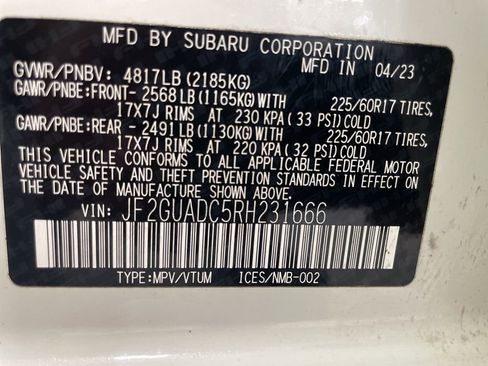 MFD BY SUBARU CORPORATION
MFD IN 04/23
GVWR/PNBV: 4817LB (2185KG)
GAWR/PNBE:FRONT- 2568LB (1165KG)WITH 225/60R17 TIRES,
17X7J RIMS AT 230 KPA (33 PSI) COLD
GAWR/PNBE:REAR - 2491LB (1130KG)WITH 225/60R17 TIRES,
17X7J RIMS AT 220 KPA (32 PSI) COLD
THIS VEHICLE CONFORMS TO ALL APPLICABLE FEDERAL MOTOR
VEHICLE SAFETY AND THEFT PREVENTION STANDARDS IN EFFECT
ON THE DATE OF MANUFACTURE SHOWN ABOVE.
VIN: JF2GUADC5RH231666
TYPE:MPV/VTUM ICES/NMB-002